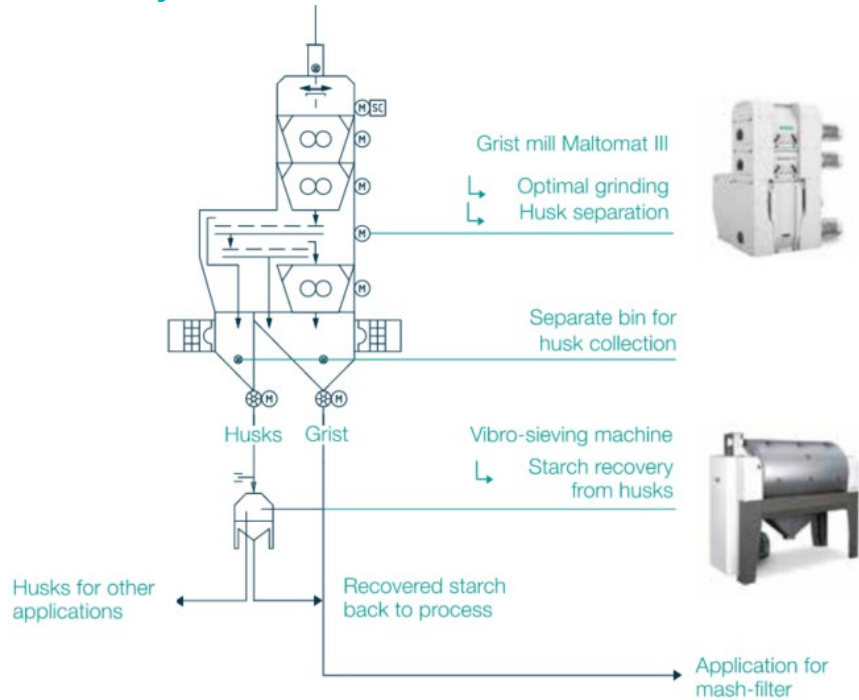 M
SC
M
Grist mill Maltomat III
M
Optimal grinding
Husk separation
M
M
Separate bin for
husk collection
M
M
Husks
Grist
Vibro-sieving machine
Starch recovery
from husks
Husks for other
applications
Recovered starch
back to process
Application for
mash-filter